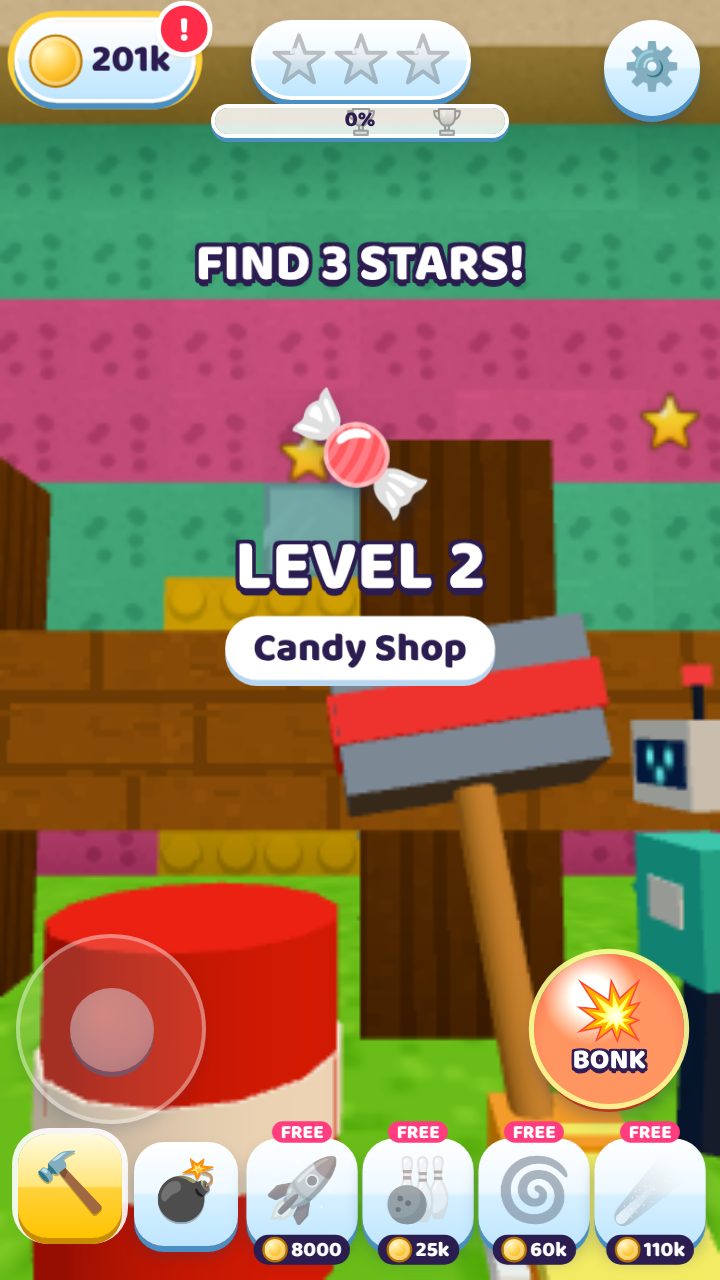 201k
!
0%
FIND 3 STARS!
LEVEL 2
Candy Shop
BONK
FREE
FREE
FREE
FREE
8000
25k
60k
110k